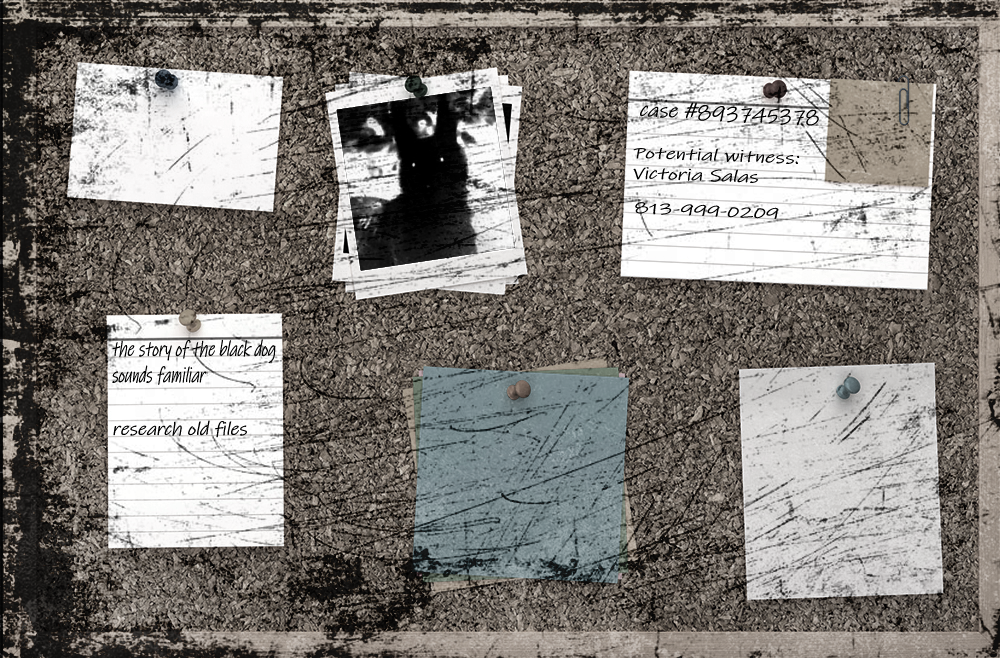 case #893745378
Potential witness:
Victoria Salas
813-999-0209
the story of the black dog
sounds familiar
research old files